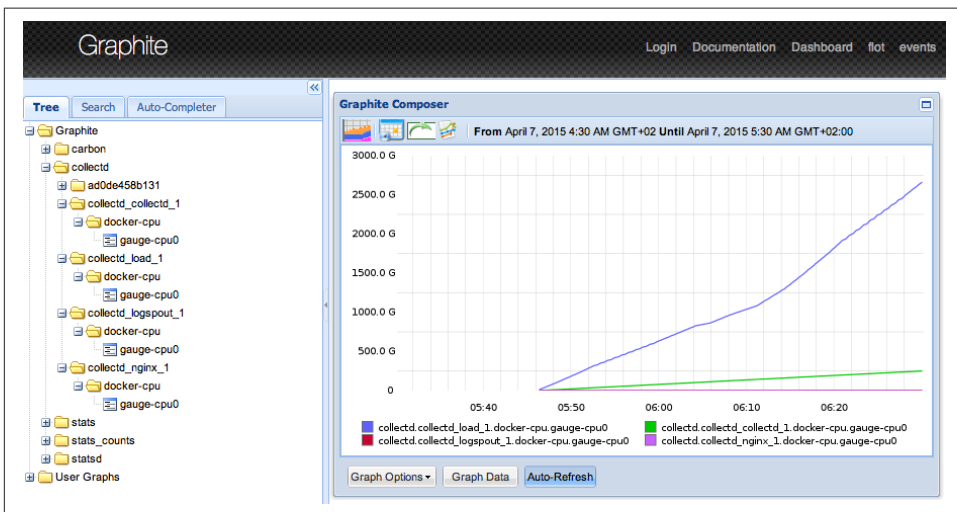 Graphite
Login Documentation Dashboard flot events
Tree Search Auto-Completer
Graphite
carbon
collectd
ad0de458b131
collectd_collectd_1
docker-cpu
gauge-cpu0
collectd_load_1
docker-cpu
gauge-cpu0
collectd_logspout_1
docker-cpu
gauge-cpu0
collectd_nginx_1
docker-cpu
gauge-cpu0
stats
stats_counts
statsd
User Graphs
Graphite Composer
From April 7, 2015 4:30 AM GMT+02 Until April 7, 2015 5:30 AM GMT+02:00
3000.0 G
2500.0 G
2000.0 G
1500.0 G
1000.0 G
500.0 G
0
05:40 05:50 06:00 06:10 06:20
collectd.collectd_load_1.docker-cpu.gauge-cpu0 collectd.collectd_collectd_1.docker-cpu.gauge-cpu0
collectd.collectd_logspout_1.docker-cpu.gauge-cpu0 collectd.collectd_nginx_1.docker-cpu.gauge-cpu0
Graph Options Graph Data Auto-Refresh